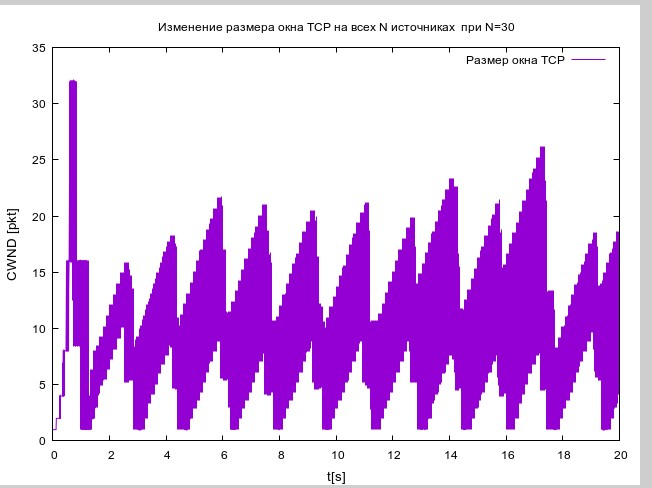 Изменение размера окна TCP на всех N источниках  при N=30
Размер окна TCP
CWND [pkt]
35
30
25
20
15
10
5
0
0 2 4 6 8 10 12 14 16 18 20
t[s]